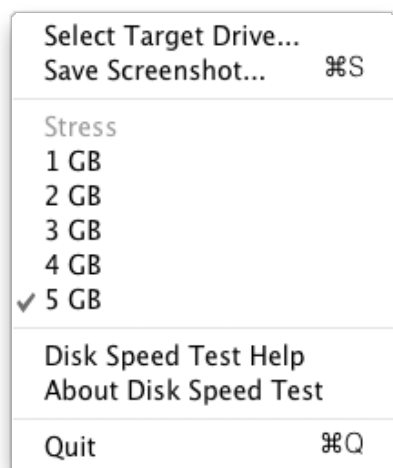 Select Target Drive...
Save Screenshot... ⌘S
Stress
1 GB
2 GB
3 GB
4 GB
✓ 5 GB
Disk Speed Test Help
About Disk Speed Test
Quit ⌘Q